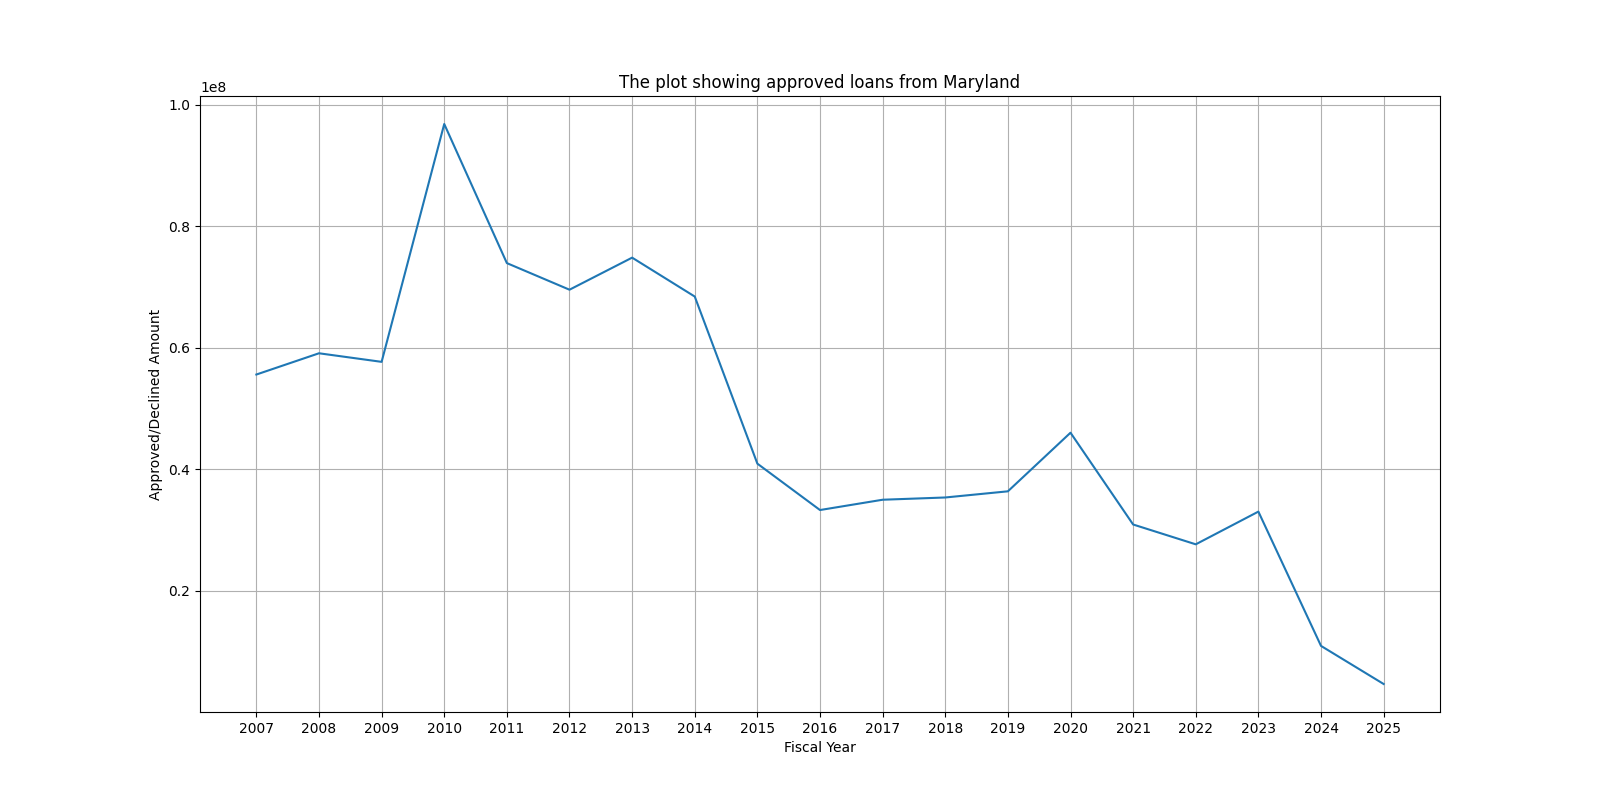 The plot showing approved loans from Maryland
1e8
1.0
0.8
0.6
0.4
0.2
Approved/Declined Amount
2007 2008 2009 2010 2011 2012 2013 2014 2015 2016 2017 2018 2019 2020 2021 2022 2023 2024 2025
Fiscal Year